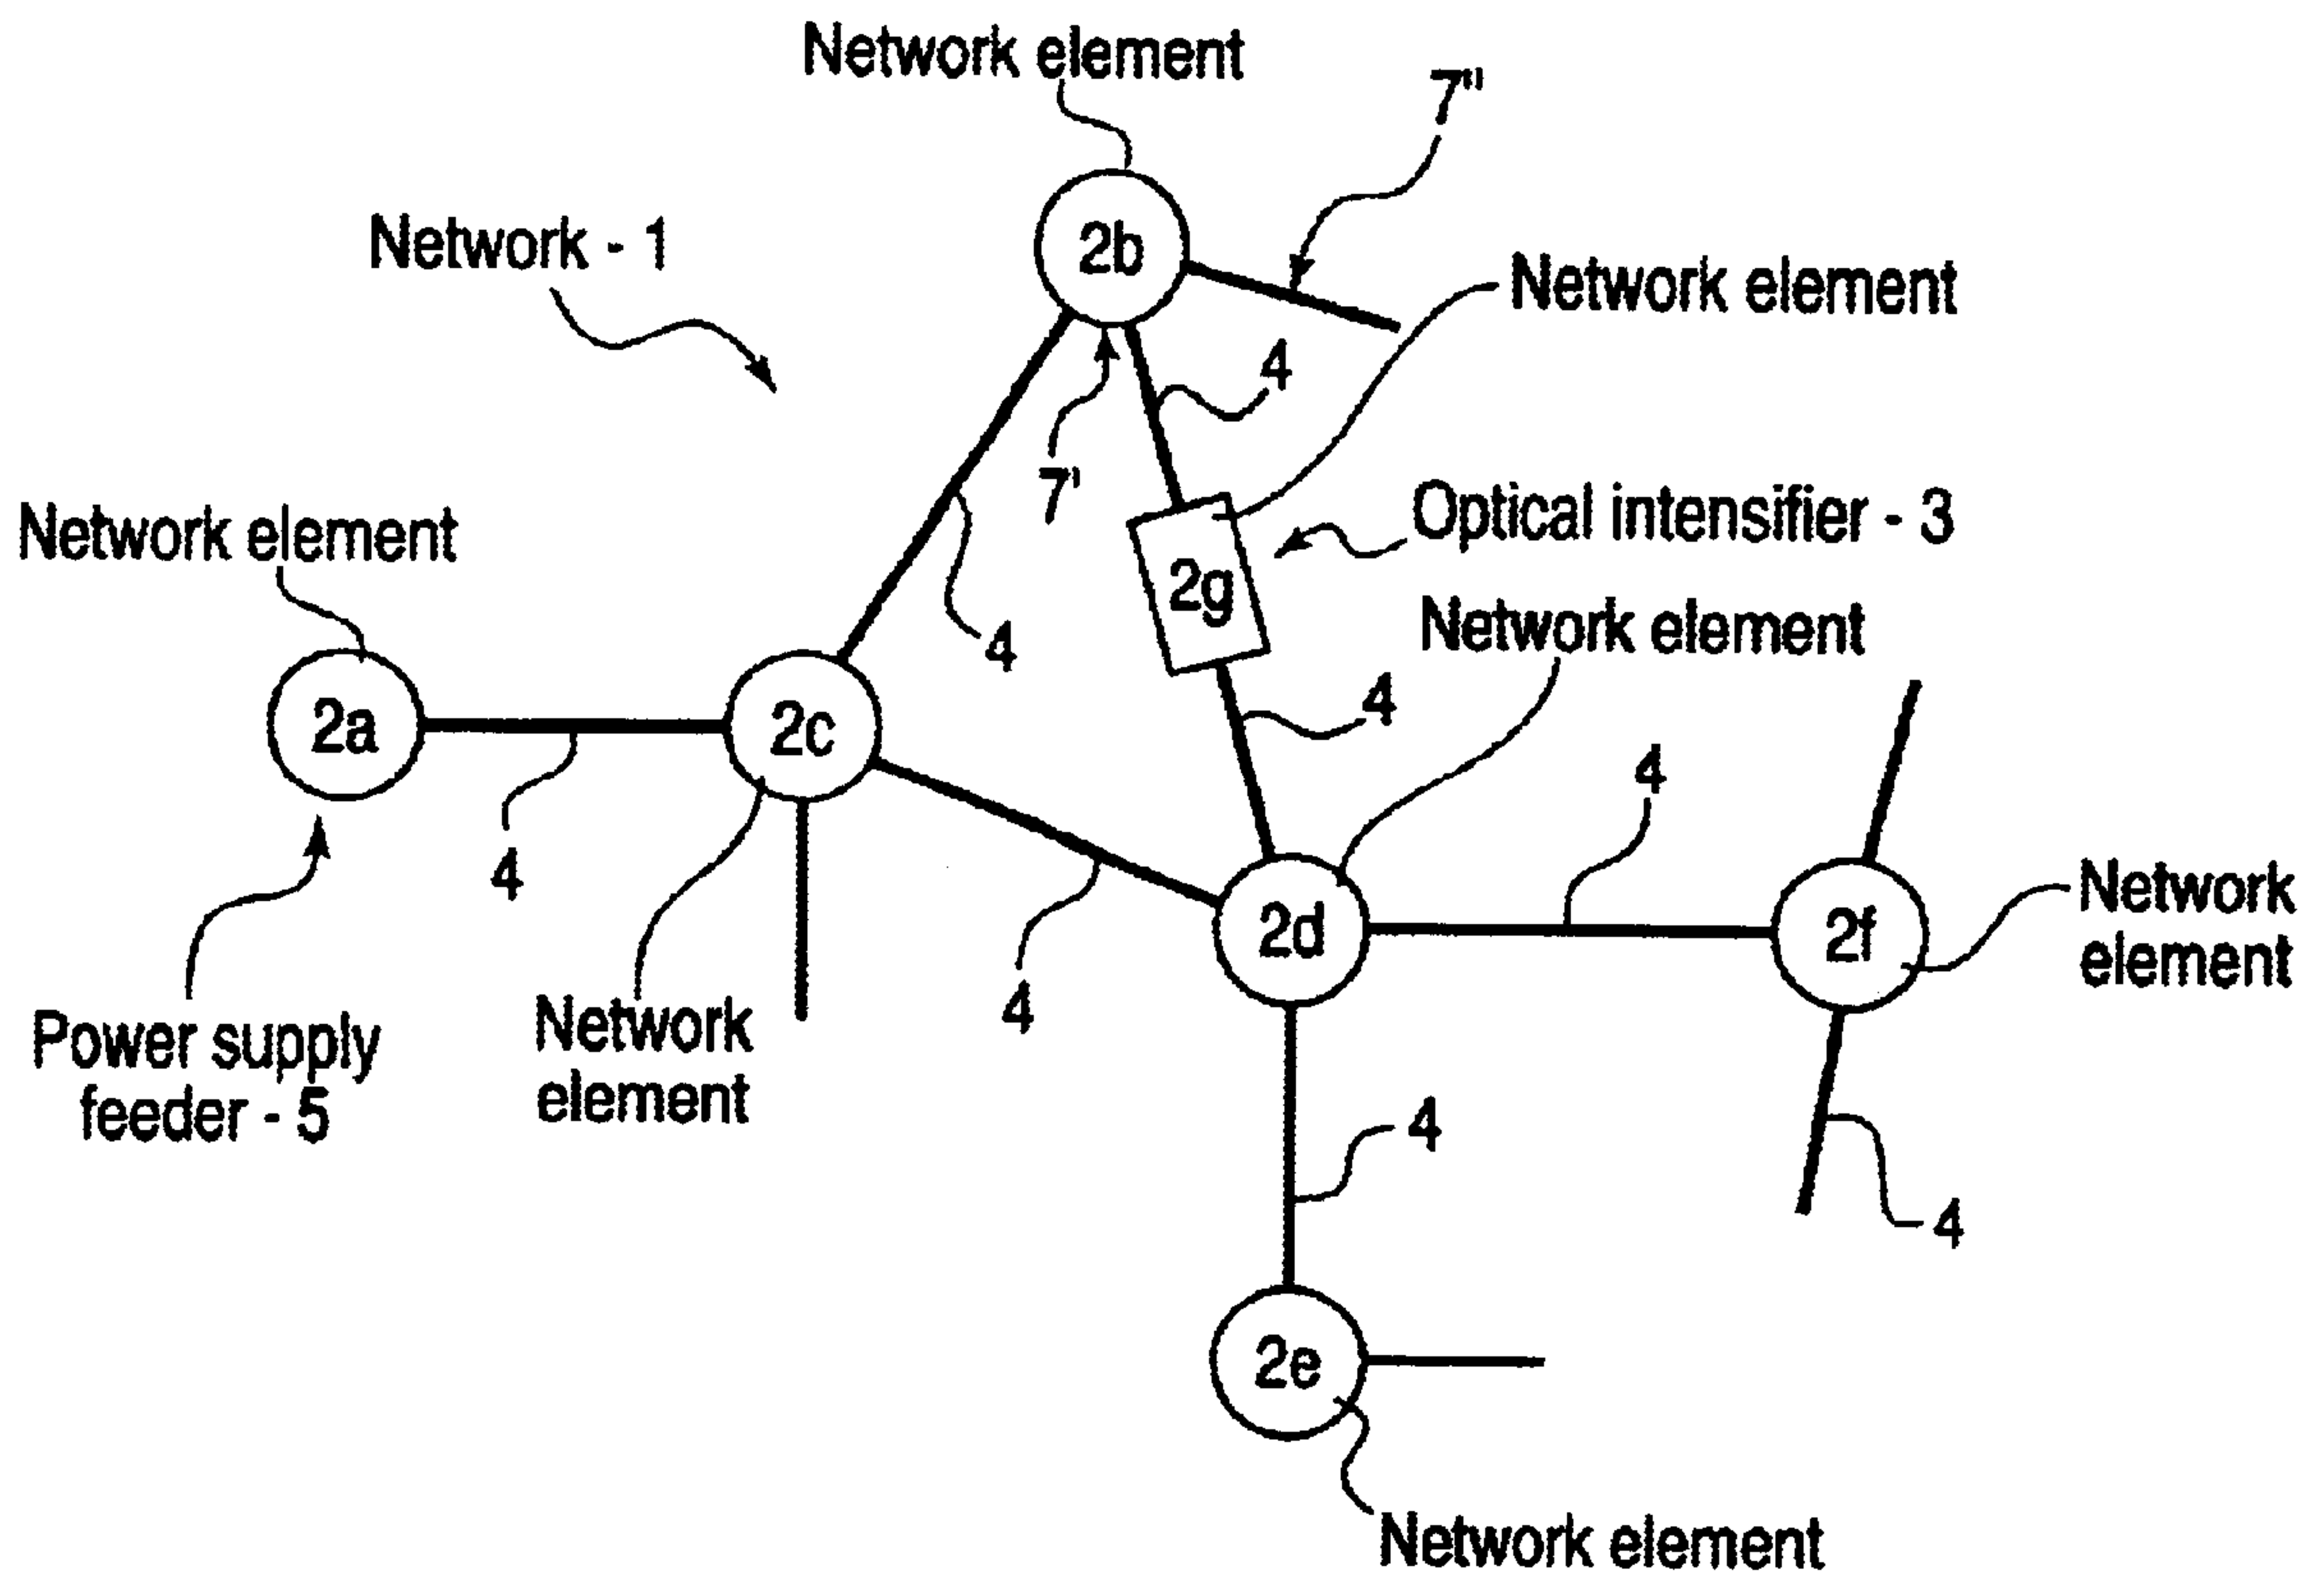 Network element
7"
2b
Network - 1
Network element
4
7'
Optical intensifier - 3
Network element
2g
Network element
4
4
2a
2c
4
4
2d
2f
Network
element
4
Power supply
feeder - 5
Network
element
4
4
2e
Network element